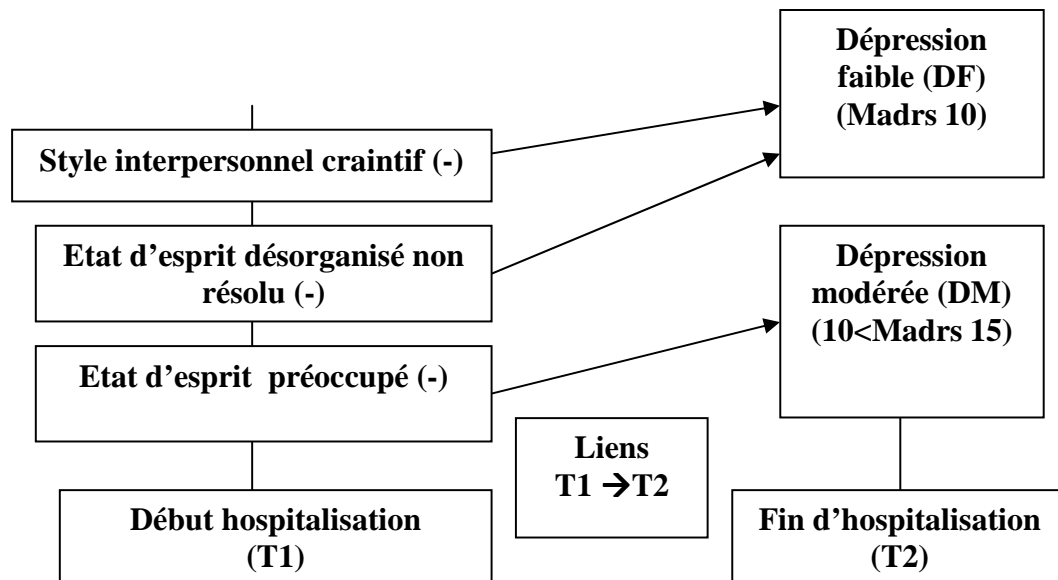 Dépression
faible (DF)
(Madrs 10)
Style interpersonnel craintif (-)
Etat d’esprit désorganisé non
résolu (-)
Dépression
modérée (DM)
(10<Madrs 15)
Etat d’esprit  préoccupé (-)
Liens
T1 →T2
Début hospitalisation
(T1)
Fin d’hospitalisation
(T2)